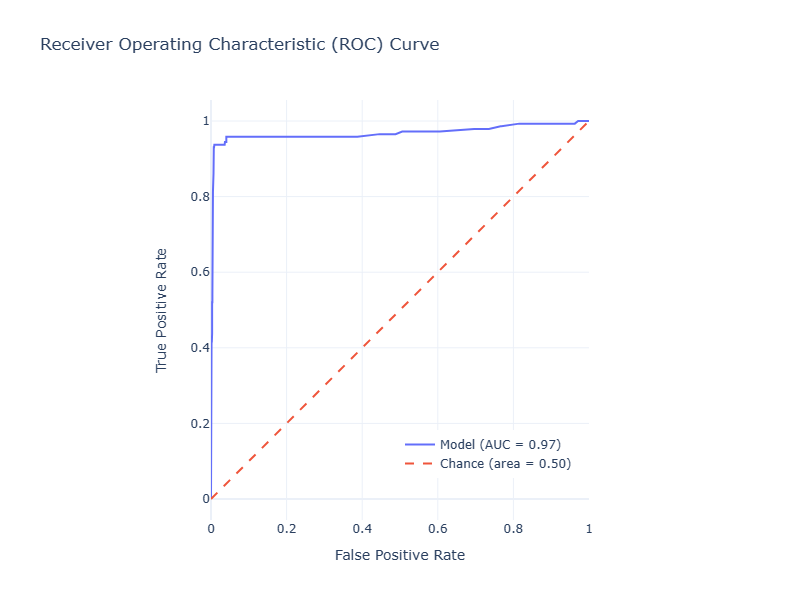 Receiver Operating Characteristic (ROC) Curve
1
0.8
0.6
0.4
0.2
0
True Positive Rate
Model (AUC = 0.97)
Chance (area = 0.50)
0 0.2 0.4 0.6 0.8 1
False Positive Rate